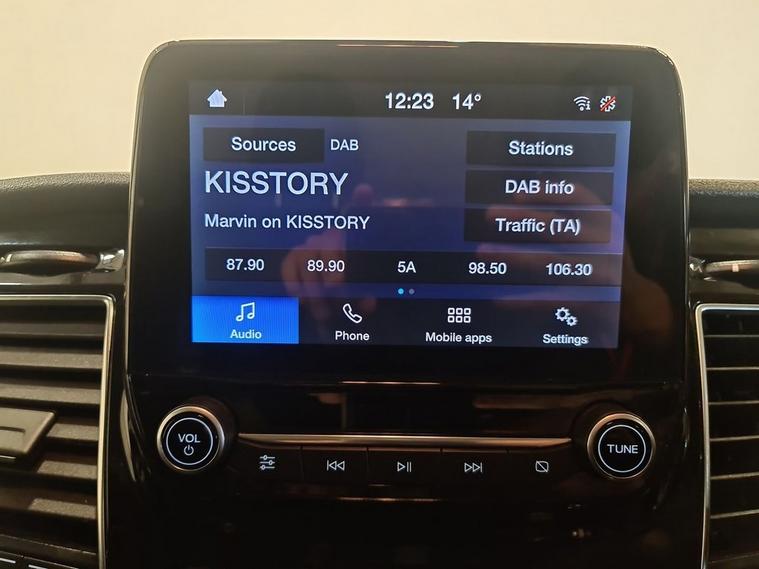 12:23 14°
Sources DAB Stations
KISSTORY DAB info
Marvin on KISSTORY Traffic (TA)
87.90 89.90 5A 98.50 106.30
Audio Phone Mobile apps Settings
VOL TUNE